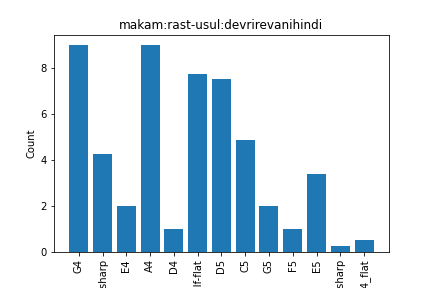 makam:rast-usul:devrirevanihindi
Count
8
6
4
2
0
G4
sharp
E4
A4
D4
lf-flat
D5
C5
G5
F5
E5
sharp
4_flat